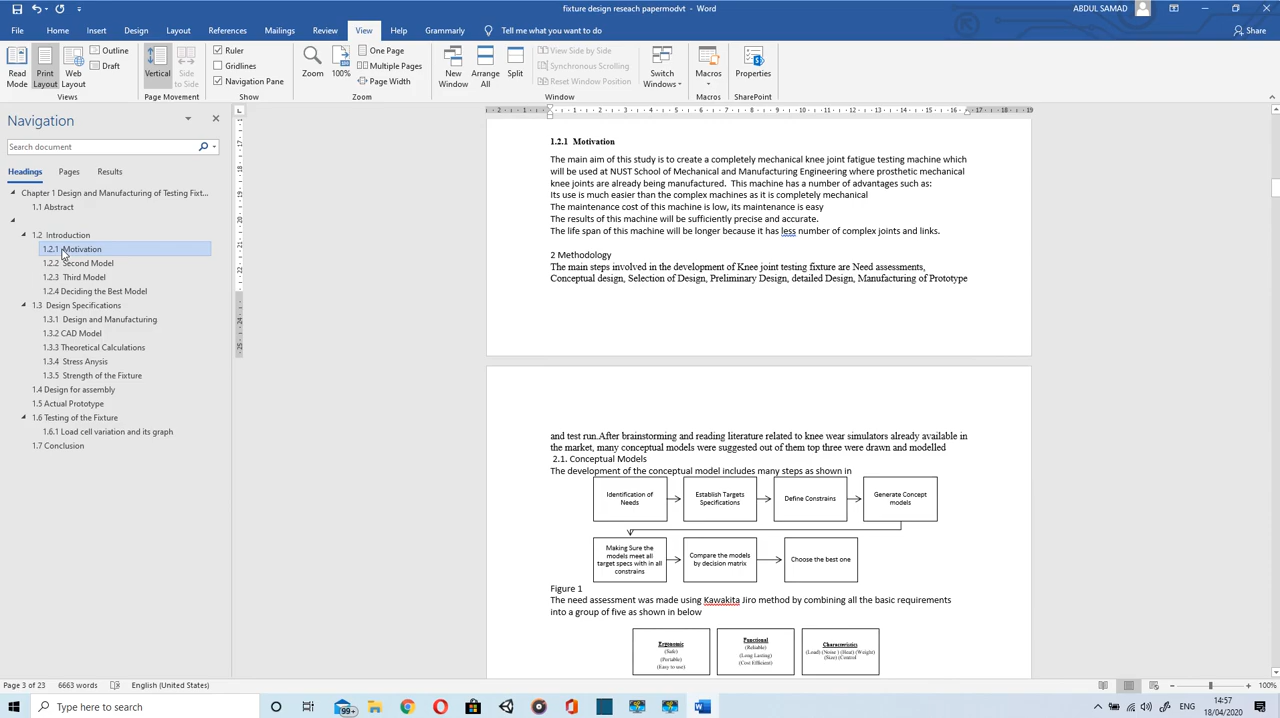 fixture design reseach papermodvt - Word
ABDUL SAMAD
File Home Insert Design Layout References Mailings Review View Help Grammarly Tell me what you want to do Share
Read Mode
Print Layout
Web Layout
Outline
Draft
Views
Vertical
Side to Side
Page Movement
Ruler
Gridlines
Navigation Pane
Show
Zoom
100%
One Page
Multiple Pages
Page Width
Zoom
New Window
Arrange All
Split
View Side by Side
Synchronous Scrolling
Reset Window Position
Window
Switch Windows
Macros
Macros
Properties
SharePoint
Navigation
Search document
Headings Pages Results
Chapter 1 Design and Manufacturing of Testing Fixt...
1.1 Abstract
1.2 Introduction
1.2.1 Motivation
1.2.2 Second Model
1.2.3 Third Model
1.2.4 Deciding the Best Model
1.3 Design Specifications
1.3.1 Design and Manufacturing
1.3.2 CAD Model
1.3.3 Theoretical Calculations
1.3.4 Stress Anysis
1.3.5 Strength of the Fixture
1.4 Design for assembly
1.5 Actual Prototype
1.6 Testing of the Fixture
1.6.1 Load cell variation and its graph
1.7 Conclusion
1.2.1 Motivation
The main aim of this study is to create a completely mechanical knee joint fatigue testing machine which
will be used at NUST School of Mechanical and Manufacturing Engineering where prosthetic mechanical
knee joints are already being manufactured. This machine has a number of advantages such as:
Its use is much easier than the complex machines as it is completely mechanical
The maintenance cost of this machine is low, its maintenance is easy
The results of this machine will be sufficiently precise and accurate.
The life span of this machine will be longer because it has less number of complex joints and links.
2 Methodology
The main steps involved in the development of Knee joint testing fixture are Need assessments,
Conceptual design, Selection of Design, Preliminary Design, detailed Design, Manufacturing of Prototype
and test run.After brainstorming and reading literature related to knee wear simulators already available in
the market, many conceptual models were suggested out of them top three were drawn and modelled
2.1. Conceptual Models
The development of the conceptual model includes many steps as shown in
Identification of
Needs
Establish Targets
Specifications
Define Constrains
Generate Concept
models
Making Sure the
models meet all
target specs with in all
constrains
Compare the models
by decision matrix
Choose the best one
Figure 1
The need assessment was made using Kawakita Jiro method by combining all the basic requirements
into a group of five as shown in below
Ergonomic
(Safe)
(Portable)
(Easy to use)
Functional
(Reliable)
(Long Lasting)
(Cost Efficient)
Characteristics
(Load) (Noise ) (Heat) (Weight)
(Size) (Control
Page 3 of 23 6663 words English (United States) 100%
Type here to search
99+
ENG
14:57
18/04/2020